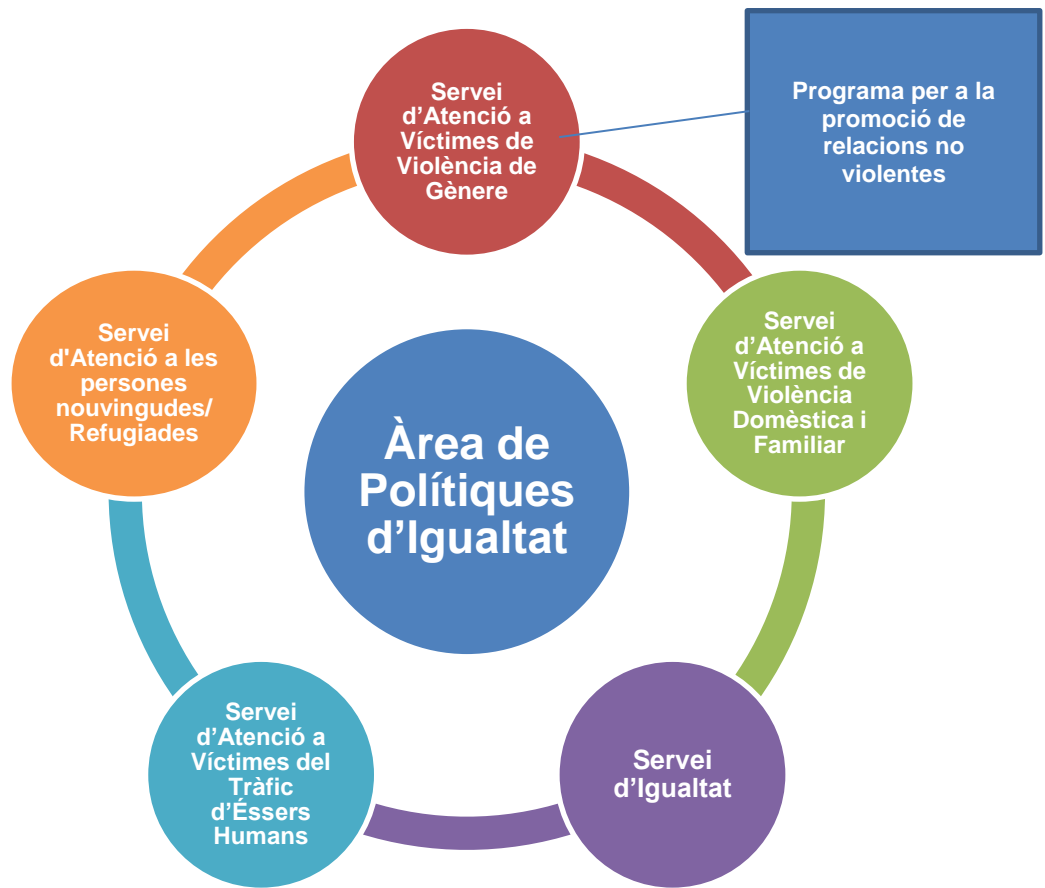 Servei
d’Atenció a
Víctimes de
Violència de
Gènere
Programa per a la
promoció de
relacions no
violentes
Servei
d'Atenció a les
persones
nouvingudes/
Refugiades
Servei
d’Atenció a
Víctimes de
Violència
Domèstica i
Familiar
Àrea de
Polítiques
d’Igualtat
Servei
d’Atenció a
Víctimes del
Tràfic
d’Éssers
Humans
Servei
d’Igualtat